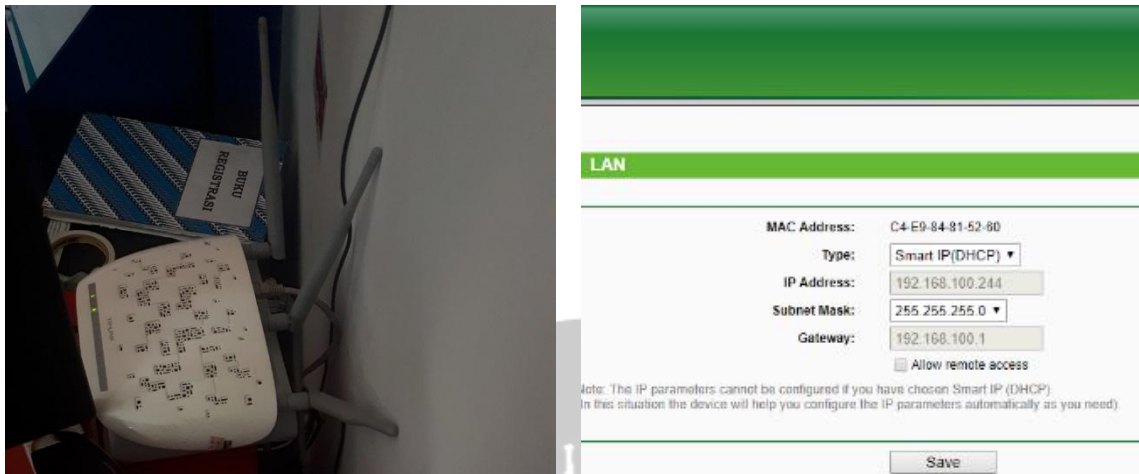 BUKU
REGISTRASI
LAN
MAC Address: C4-E9-84-81-52-60
Type: Smart IP(DHCP)
IP Address: 192.168.100.244
Subnet Mask: 255.255.255.0
Gateway: 192.168.100.1
Allow remote access
Note: The IP parameters cannot be configured if you have chosen Smart IP (DHCP)
In this situation the device will help you configure the IP parameters automatically as you need)
Save